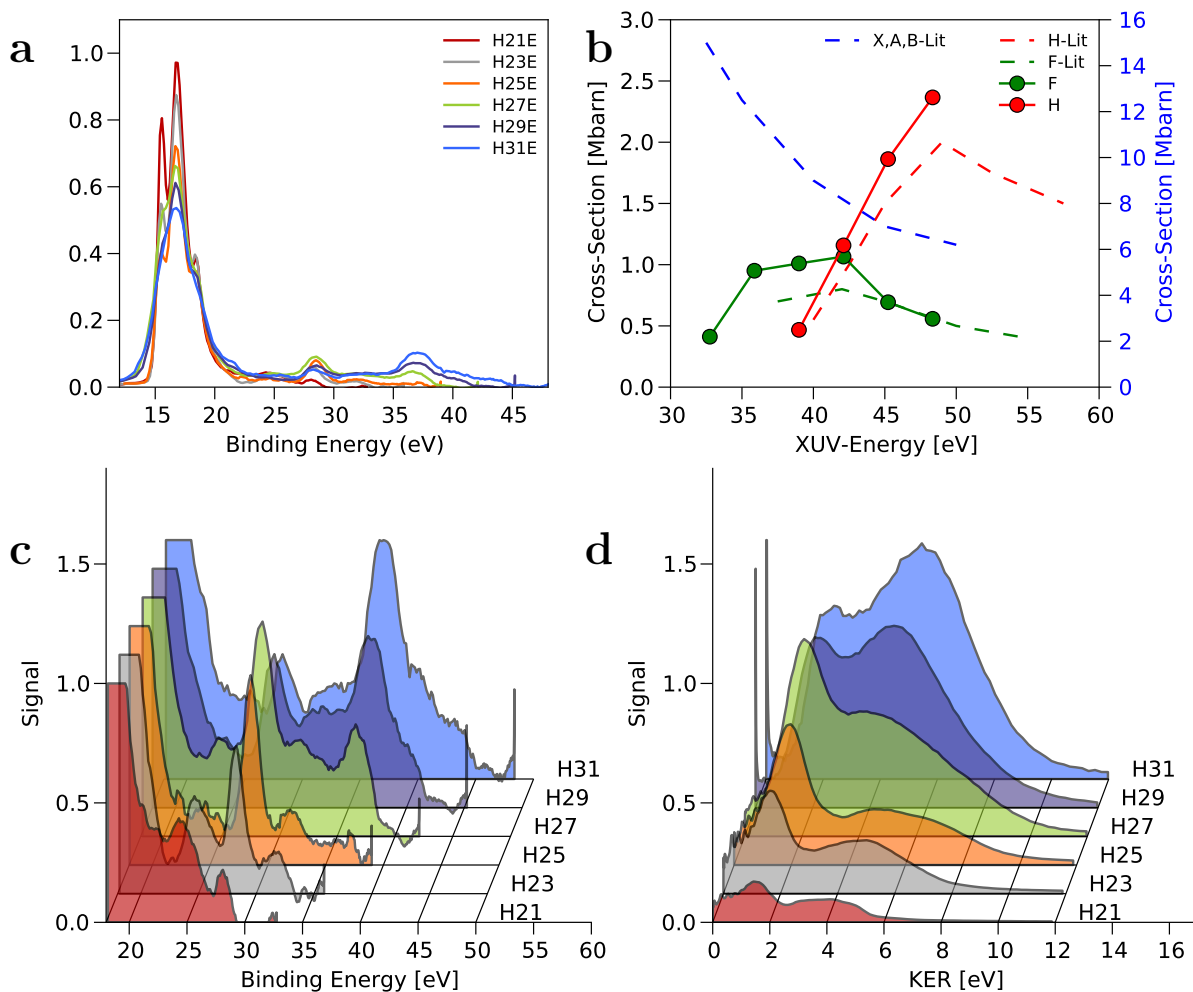 a
1.0
0.8
0.6
0.4
0.2
0.0
15 20 25 30 35 40 45
Binding Energy (eV)
H21E
H23E
H25E
H27E
H29E
H31E
b
3.0
2.5
2.0
1.5
1.0
0.5
0.0
Cross-Section [Mbarn]
30 35 40 45 50 55 60
XUV-Energy [eV]
X,A,B-Lit
H-Lit
F-Lit
F
H
16
14
12
10
8
6
4
2
0
Cross-Section [Mbarn]
c
1.5
1.0
0.5
0.0
Signal
20 25 30 35 40 45 50 55 60
Binding Energy [eV]
H31
H29
H27
H25
H23
H21
d
1.5
1.0
0.5
0.0
Signal
0 2 4 6 8 10 12 14 16
KER [eV]
H31
H29
H27
H25
H23
H21